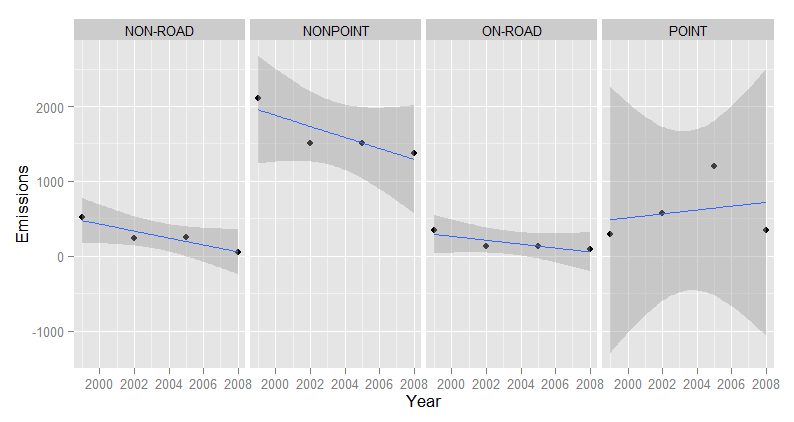 NON-ROAD NONPOINT ON-ROAD POINT
Emissions
2000
1000
0
-1000
2000 2002 2004 2006 2008 2000 2002 2004 2006 2008 2000 2002 2004 2006 2008 2000 2002 2004 2006 2008
Year